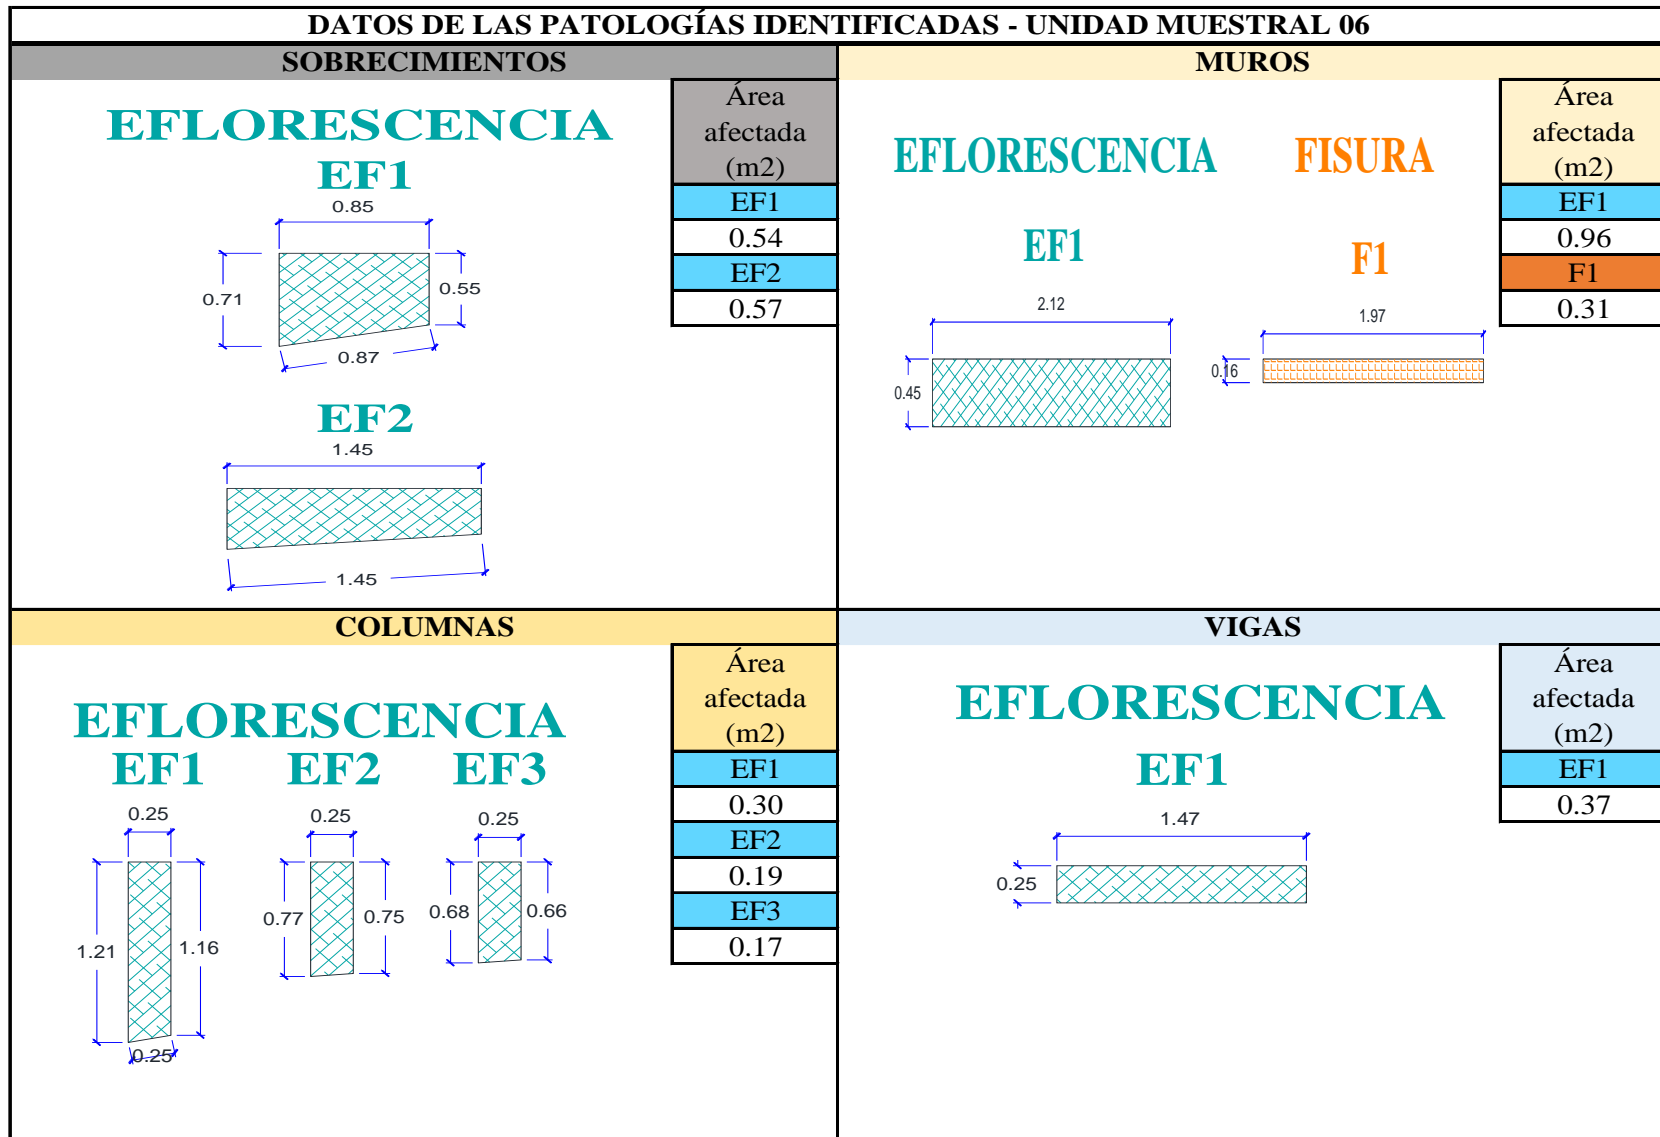 DATOS DE LAS PATOLOGÍAS IDENTIFICADAS - UNIDAD MUESTRAL 06
SOBRECIMIENTOS
EFLORESCENCIA
EF1
0.85
0.71
0.55
0.87
EF2
1.45
1.45
Área
afectada
(m2)
EF1
0.54
EF2
0.57
MUROS
EFLORESCENCIA
FISURA
EF1
F1
2.12
1.97
0.45
0.16
Área
afectada
(m2)
EF1
0.96
F1
0.31
COLUMNAS
EFLORESCENCIA
EF1
EF2
EF3
0.25
0.25
0.25
1.21
1.16
0.77
0.75
0.68
0.66
0.25
Área
afectada
(m2)
EF1
0.30
EF2
0.19
EF3
0.17
VIGAS
EFLORESCENCIA
EF1
1.47
0.25
Área
afectada
(m2)
EF1
0.37